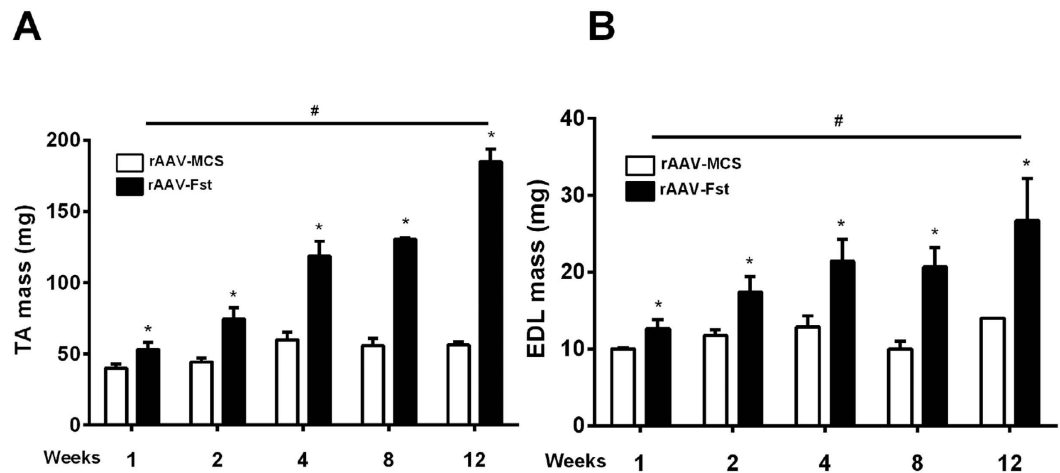 A
#
200
150
100
50
0
TA mass (mg)
rAAV-MCS
rAAV-Fst
*
*
*
*
*
Weeks 1 2 4 8 12
B
#
40
30
20
10
0
EDL mass (mg)
rAAV-MCS
rAAV-Fst
*
*
*
*
*
Weeks 1 2 4 8 12